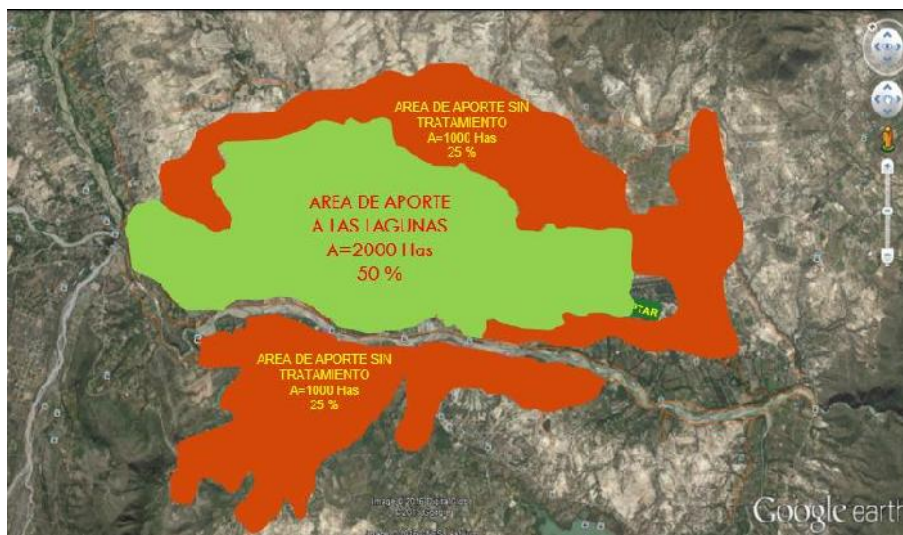 AREA DE APORTE SIN
TRATAMIENTO
A=1000 Has
25 %
AREA DE APORTE
A LAS LAGUNAS
A=2000 Has
50 %
PTAR
AREA DE APORTE SIN
TRATAMIENTO
A=1000 Has
25 %
Google earth